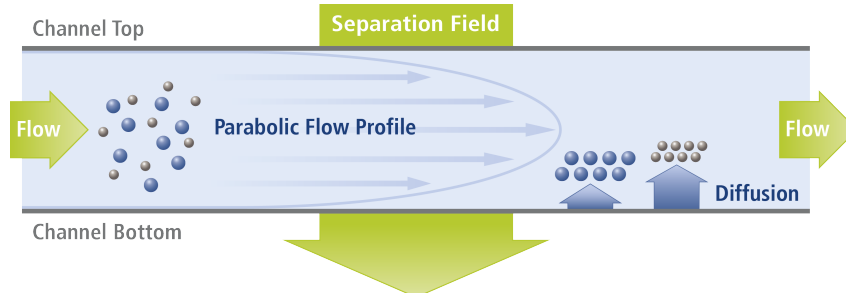 Channel Top
Separation Field
Flow
Parabolic Flow Profile
Flow
Diffusion
Channel Bottom